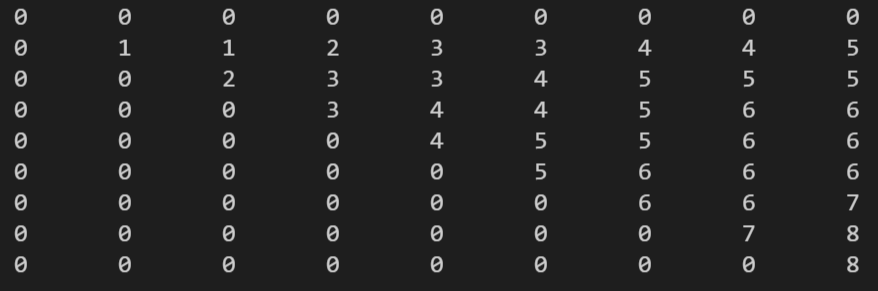 0 0 0 0 0 0 0 0 0
0 1 1 2 3 3 4 4 5
0 0 2 3 3 4 5 5 5
0 0 0 3 4 4 5 6 6
0 0 0 0 4 5 5 6 6
0 0 0 0 0 5 6 6 6
0 0 0 0 0 0 6 6 7
0 0 0 0 0 0 0 7 8
0 0 0 0 0 0 0 0 8